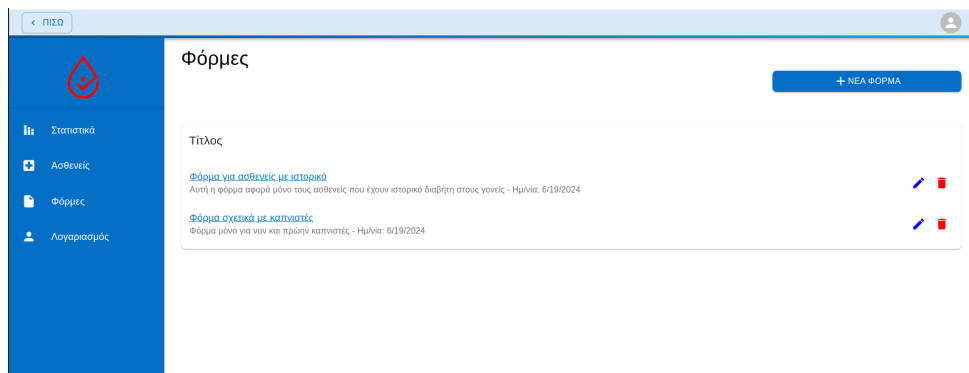 ΠΙΣΩ
Φόρμες
ΝΕΑ ΦΟΡΜΑ
Στατιστικά
Ασθενείς
Φόρμες
Λογαριασμός
Τίτλος
Φόρμα για ασθενείς με ιστορικό
Αυτή η φόρμα αφορά μόνο τους ασθενείς που έχουν ιστορικό διαβήτη στους γονείς - Ημ/νία: 6/19/2024
Φόρμα σχετικά με καπνιστές
Φόρμα μόνο για νυν και πρώην καπνιστές - Ημ/νία: 6/19/2024